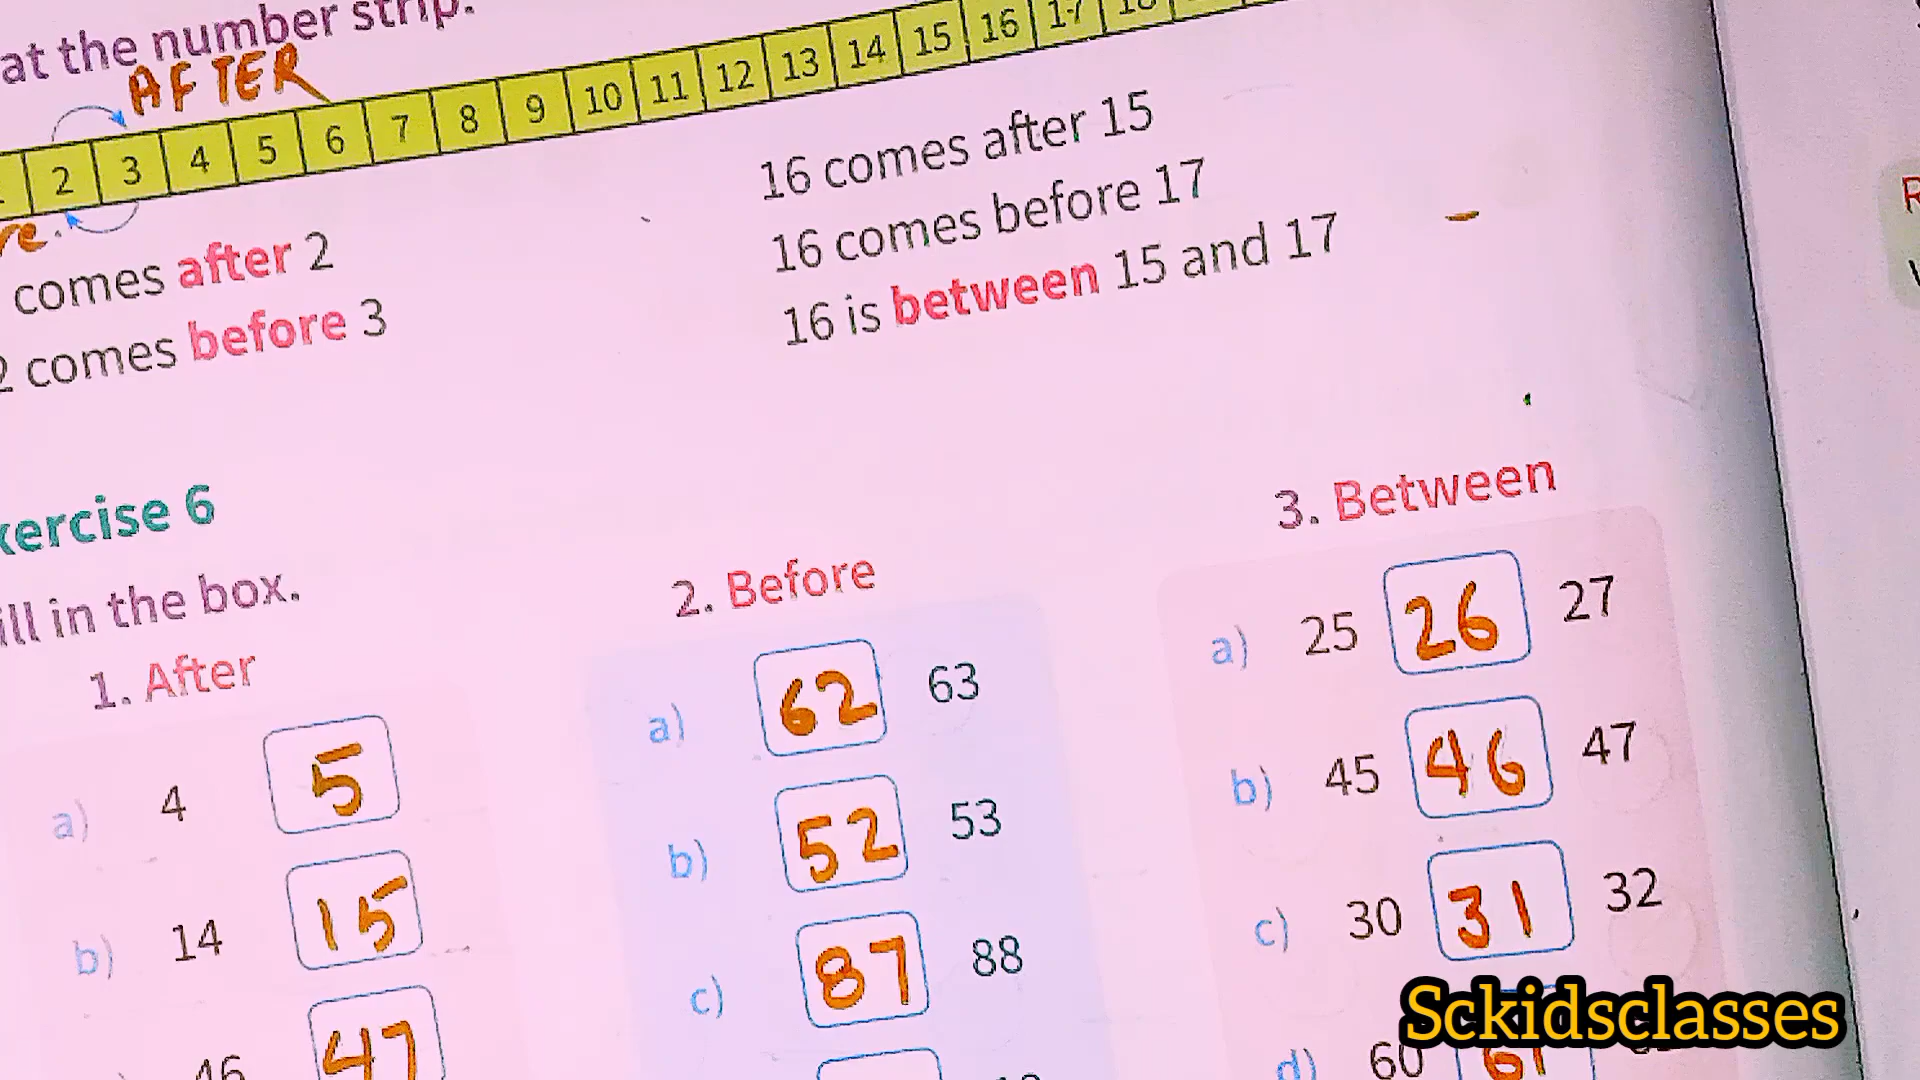 at the number strip.
AFTER
2 3 4 5 6 7 8 9 10 11 12 13 14 15 16 17
comes after 2
2 comes before 3
16 comes after 15
16 comes before 17
16 is between 15 and 17
xercise 6
ill in the box.
1. After
a) 4 5
b) 14 15
46 47
2. Before
a) 62 63
b) 52 53
c) 87 88
3. Between
a) 25 26 27
b) 45 46 47
c) 30 31 32
d) 60 61
Sckidsclasses